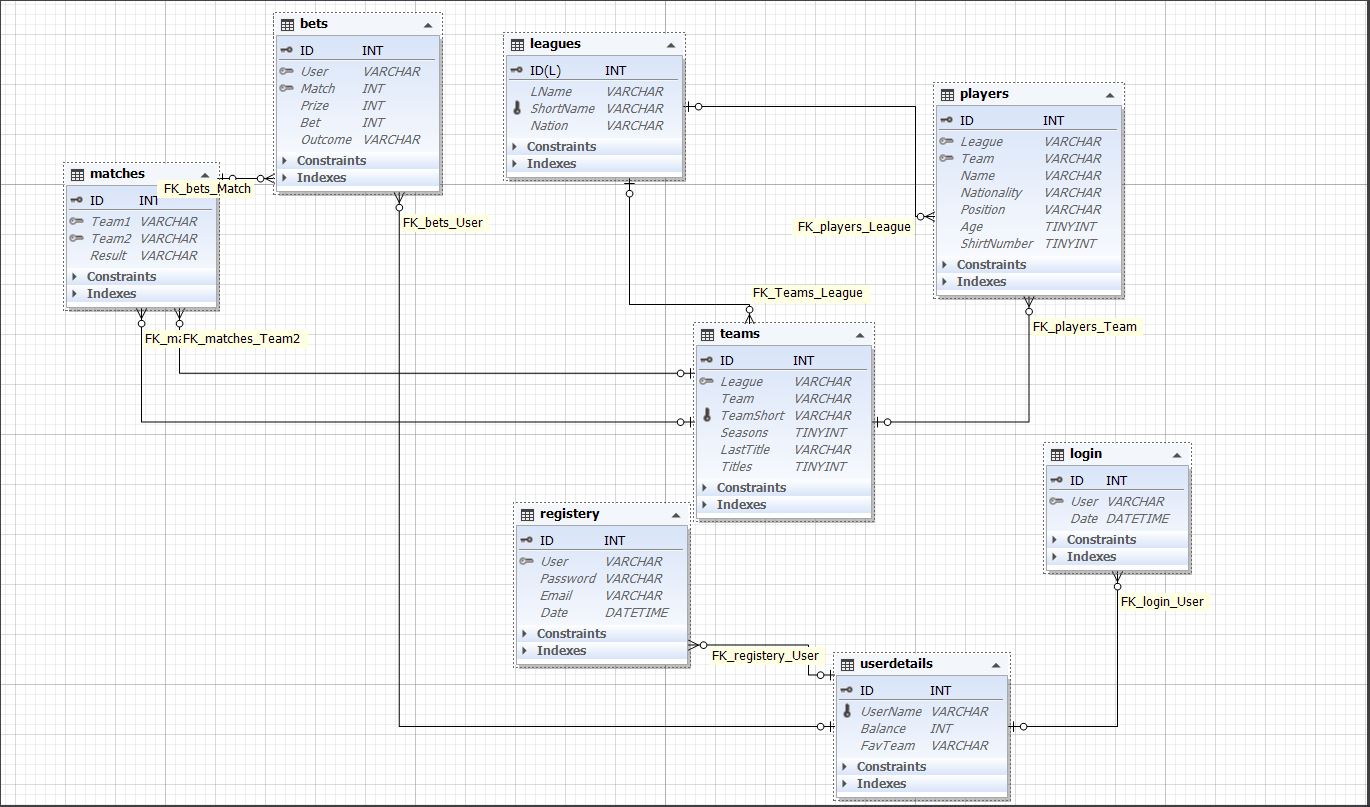 bets
ID INT
User VARCHAR
Match INT
Prize INT
Bet INT
Outcome VARCHAR
Constraints
Indexes
leagues
ID(L) INT
LName VARCHAR
ShortName VARCHAR
Nation VARCHAR
Constraints
Indexes
players
ID INT
League VARCHAR
Team VARCHAR
Name VARCHAR
Nationality VARCHAR
Position VARCHAR
Age TINYINT
ShirtNumber TINYINT
Constraints
Indexes
matches
ID INT
Team1 VARCHAR
Team2 VARCHAR
Result VARCHAR
Constraints
Indexes
FK_bets_Match
FK_bets_User
FK_players_League
FK_Teams_League
FK_players_Team
FK_matches_Team2
teams
ID INT
League VARCHAR
Team VARCHAR
TeamShort VARCHAR
Seasons TINYINT
LastTitle VARCHAR
Titles TINYINT
Constraints
Indexes
login
ID INT
User VARCHAR
Date DATETIME
Constraints
Indexes
FK_login_User
registery
ID INT
User VARCHAR
Password VARCHAR
Email VARCHAR
Date DATETIME
Constraints
Indexes
FK_registery_User
userdetails
ID INT
UserName VARCHAR
Balance INT
FavTeam VARCHAR
Constraints
Indexes